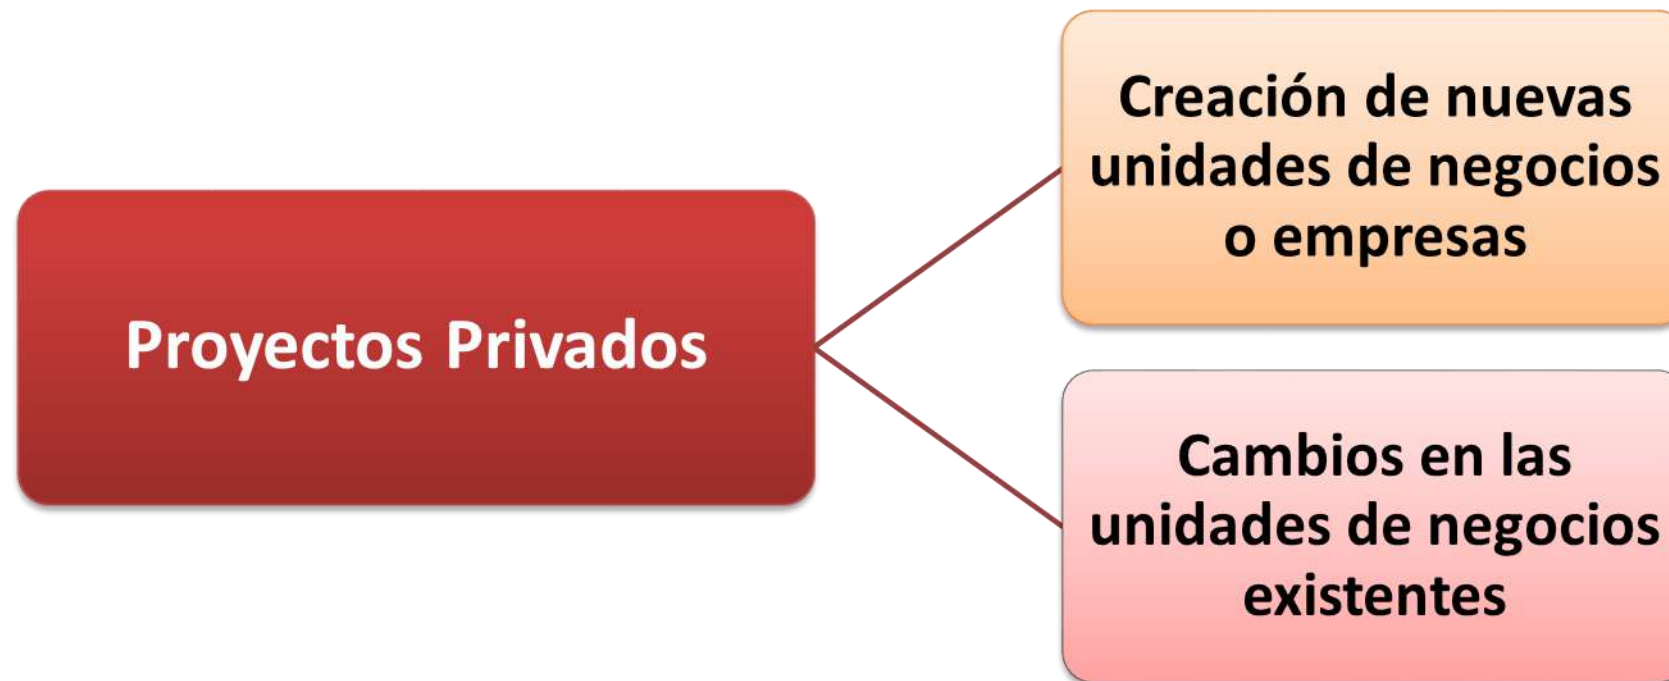 Proyectos Privados
Creación de nuevas
unidades de negocios
o empresas
Cambios en las
unidades de negocios
existentes